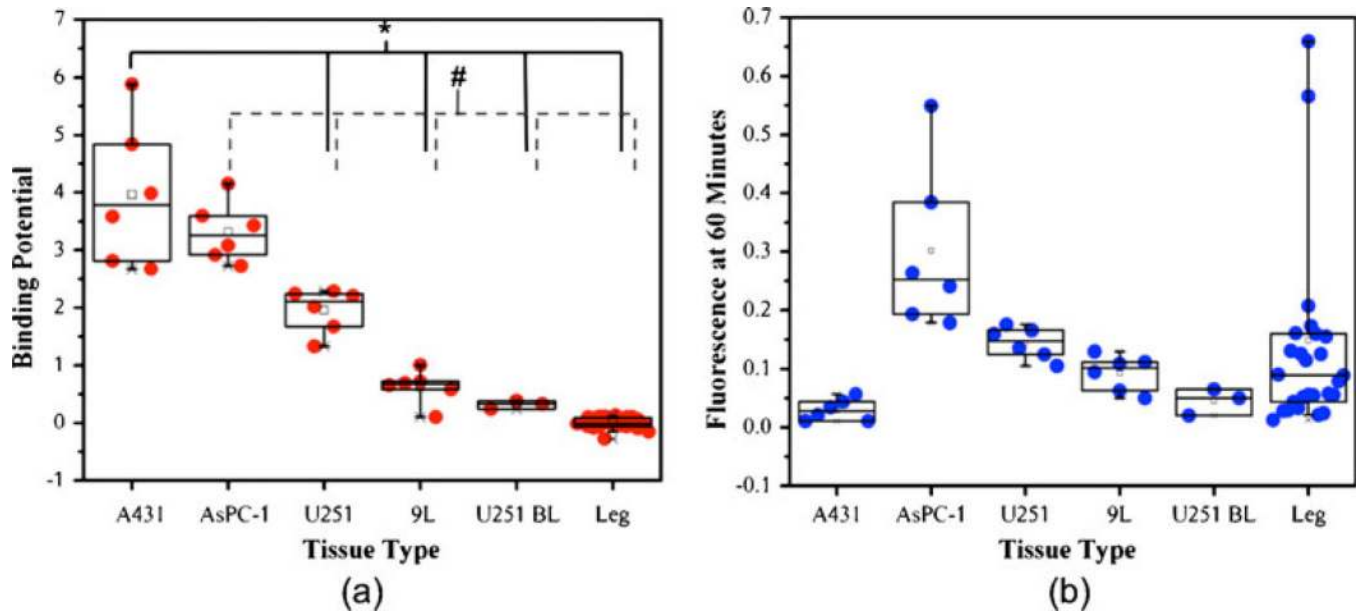 7
6
5
4
3
2
1
0
-1
Binding Potential
*
#
A431 AsPC-1 U251 9L U251 BL Leg
Tissue Type
(a)
0.7
0.6
0.5
0.4
0.3
0.2
0.1
0.0
-0.1
Fluorescence at 60 Minutes
A431 AsPC-1 U251 9L U251 BL Leg
Tissue Type
(b)